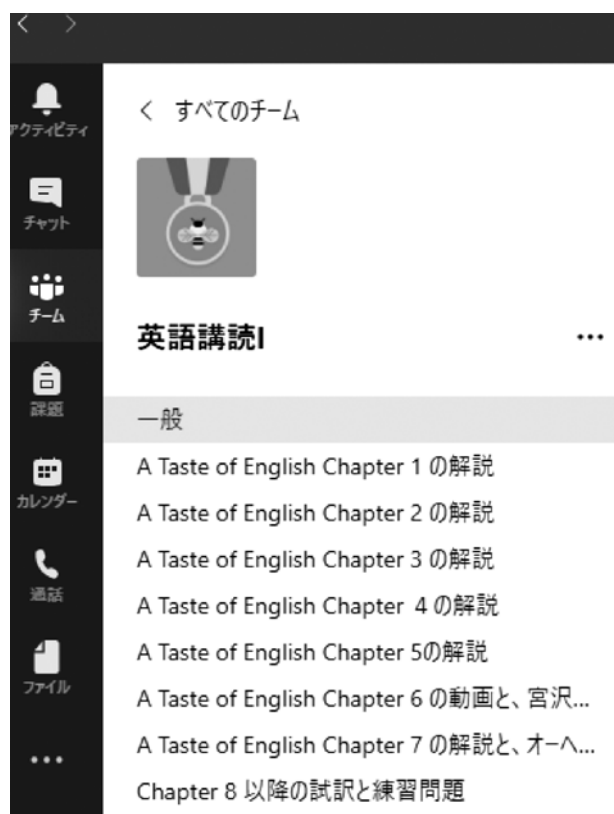 アクティビティ
チャット
チーム
課題
カレンダー
通話
ファイル
すべてのチーム
英語講読I
一般
A Taste of English Chapter 1 の解説
A Taste of English Chapter 2 の解説
A Taste of English Chapter 3 の解説
A Taste of English Chapter 4 の解説
A Taste of English Chapter 5の解説
A Taste of English Chapter 6 の動画と、宮沢...
A Taste of English Chapter 7 の解説と、オーヘ...
Chapter 8 以降の試訳と練習問題